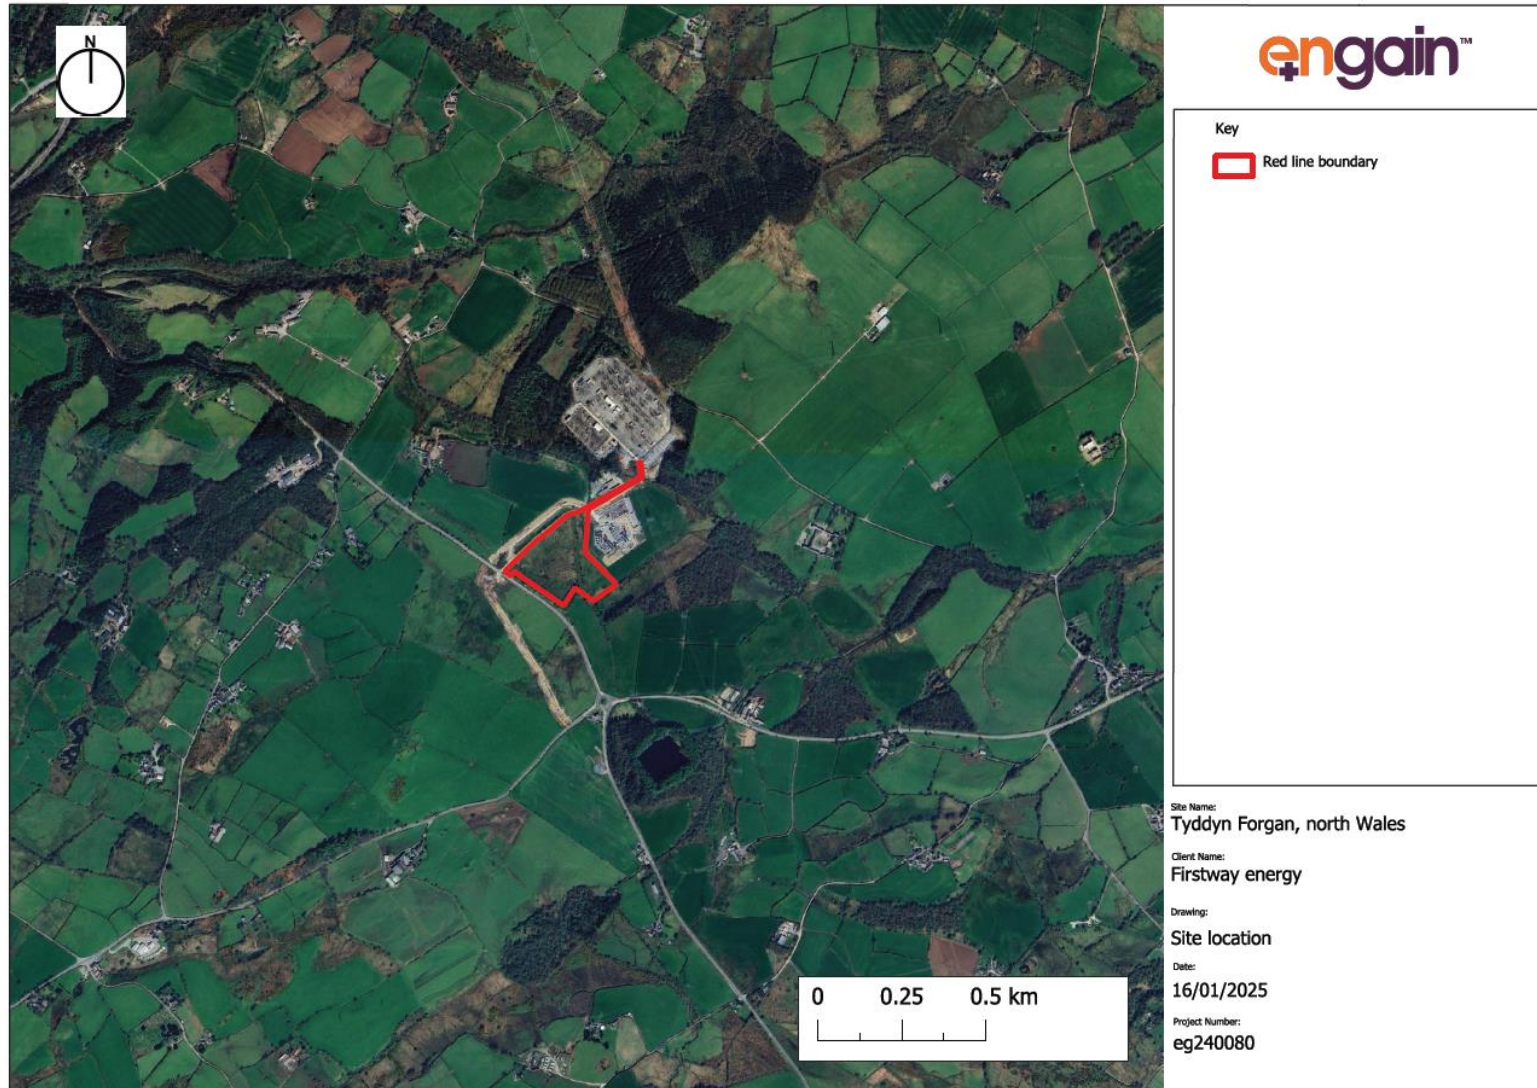 N
engain™
Key
Red line boundary
Site Name:
Tyddyn Forgan, north Wales
Client Name:
Firstway energy
Drawing:
Site location
Date:
16/01/2025
Project Number:
eg240080
0 0.25 0.5 km